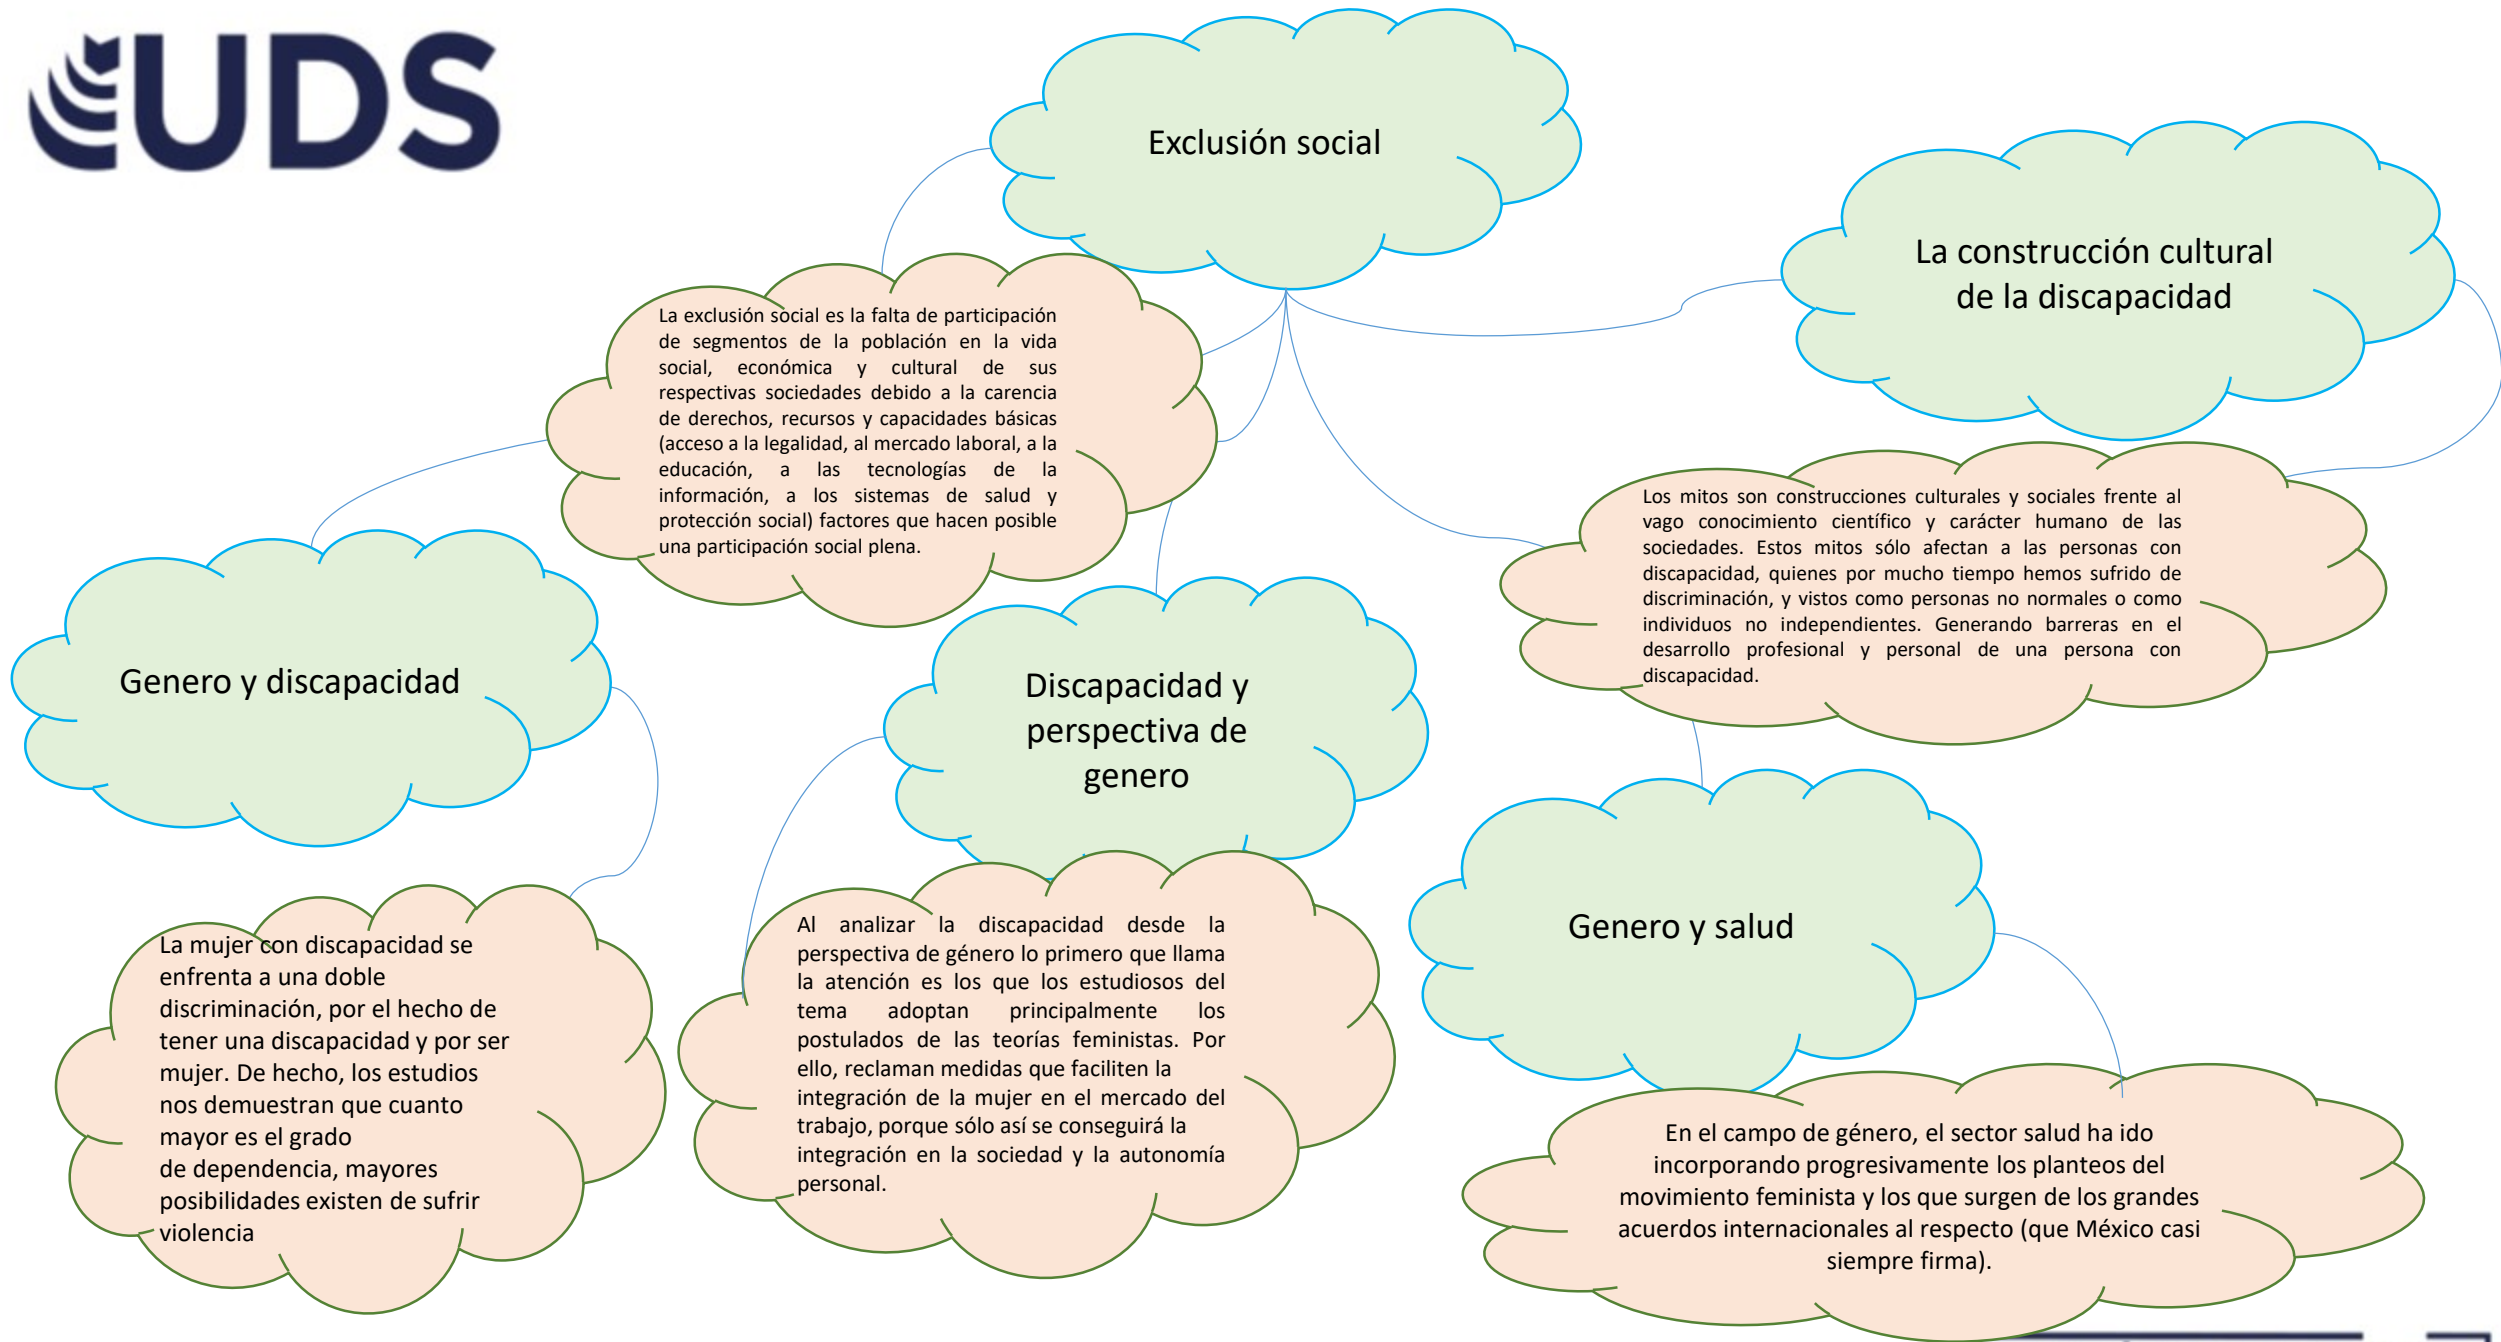 UDS
Exclusión social
La exclusión social es la falta de participación
de segmentos de la población en la vida
social, económica y cultural de sus
respectivas sociedades debido a la carencia
de derechos, recursos y capacidades básicas
(acceso a la legalidad, al mercado laboral, a la
educación, a las tecnologías de la
información, a los sistemas de salud y
protección social) factores que hacen posible
una participación social plena.
La construcción cultural
de la discapacidad
Los mitos son construcciones culturales y sociales frente al
vago conocimiento científico y carácter humano de las
sociedades. Estos mitos sólo afectan a las personas con
discapacidad, quienes por mucho tiempo hemos sufrido de
discriminación, y vistos como personas no normales o como
individuos no independientes. Generando barreras en el
desarrollo profesional y personal de una persona con
discapacidad.
Genero y discapacidad
La mujer con discapacidad se
enfrenta a una doble
discriminación, por el hecho de
tener una discapacidad y por ser
mujer. De hecho, los estudios
nos demuestran que cuanto
mayor es el grado
de dependencia, mayores
posibilidades existen de sufrir
violencia
Discapacidad y
perspectiva de
genero
Al analizar la discapacidad desde la
perspectiva de género lo primero que llama
la atención es los que los estudiosos del
tema adoptan principalmente los
postulados de las teorías feministas. Por
ello, reclaman medidas que faciliten la
integración de la mujer en el mercado del
trabajo, porque sólo así se conseguirá la
integración en la sociedad y la autonomía
personal.
Genero y salud
En el campo de género, el sector salud ha ido
incorporando progresivamente los planteos del
movimiento feminista y los que surgen de los grandes
acuerdos internacionales al respecto (que México casi
siempre firma).